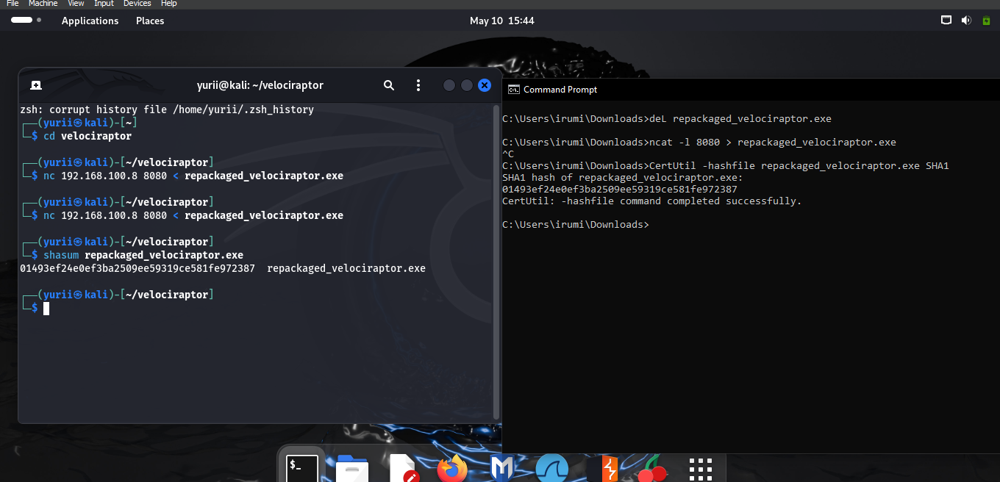 File Machine View Input Devices Help
Applications Places May 10 15:44
yurii@kali: ~/velociraptor
zsh: corrupt history file /home/yurii/.zsh_history
┌──(yurii㉿kali)-[~]
└─$ cd velociraptor
┌──(yurii㉿kali)-[~/velociraptor]
└─$ nc 192.168.100.8 8080 < repackaged_velociraptor.exe
┌──(yurii㉿kali)-[~/velociraptor]
└─$ nc 192.168.100.8 8080 < repackaged_velociraptor.exe
┌──(yurii㉿kali)-[~/velociraptor]
└─$ shasum repackaged_velociraptor.exe
01493ef24e0ef3ba2509ee59319ce581fe972387  repackaged_velociraptor.exe
┌──(yurii㉿kali)-[~/velociraptor]
└─$
Command Prompt
C:\Users\irumi\Downloads>deL repackaged_velociraptor.exe
C:\Users\irumi\Downloads>ncat -l 8080 > repackaged_velociraptor.exe
^C
C:\Users\irumi\Downloads>CertUtil -hashfile repackaged_velociraptor.exe SHA1
SHA1 hash of repackaged_velociraptor.exe:
01493ef24e0ef3ba2509ee59319ce581fe972387
CertUtil: -hashfile command completed successfully.
C:\Users\irumi\Downloads>
$_